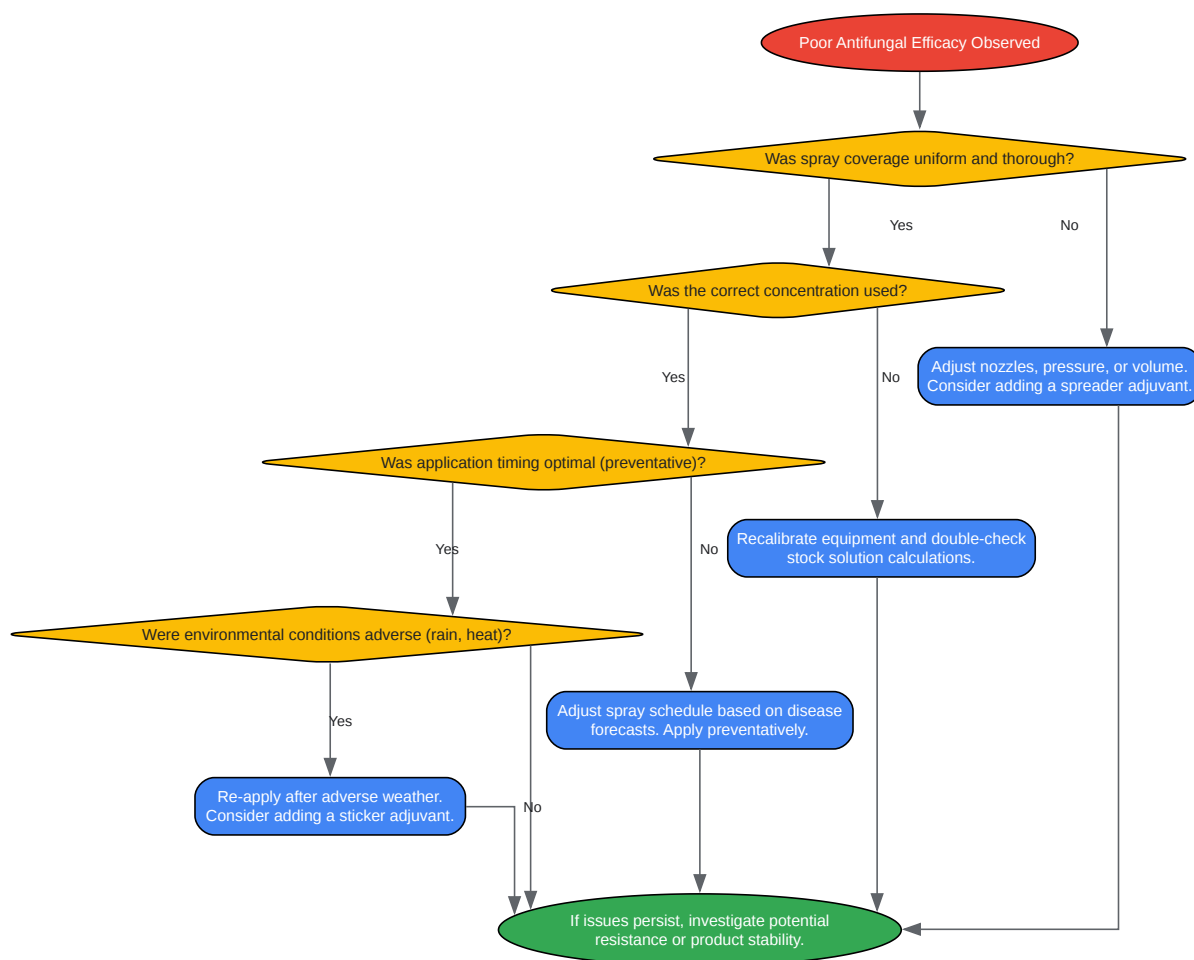 Poor Antifungal Efficacy Observed
Was spray coverage uniform and thorough?
Yes
No
Was the correct concentration used?
Yes
No
Adjust nozzles, pressure, or volume.
Consider adding a spreader adjuvant.
Was application timing optimal (preventative)?
Yes
No
Recalibrate equipment and double-check
stock solution calculations.
Were environmental conditions adverse (rain, heat)?
Yes
No
Adjust spray schedule based on disease
forecasts. Apply preventatively.
Re-apply after adverse weather.
Consider adding a sticker adjuvant.
If issues persist, investigate potential
resistance or product stability.